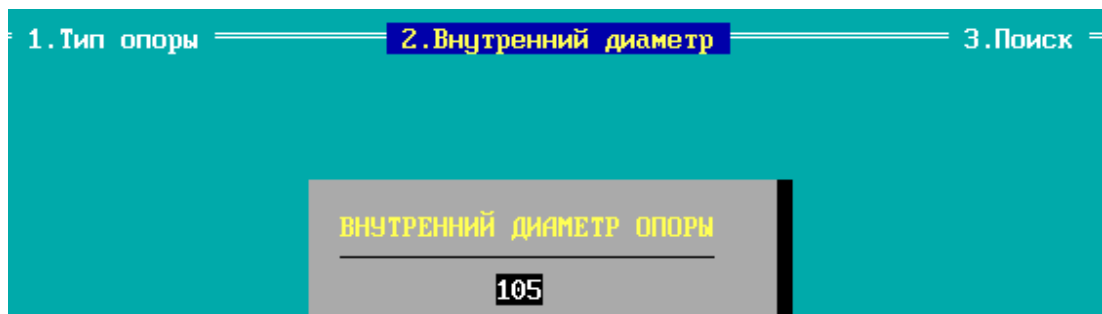 1.Тип опоры 2.Внутренний диаметр 3.Поиск
ВНУТРЕННИЙ ДИАМЕТР ОПОРЫ
105